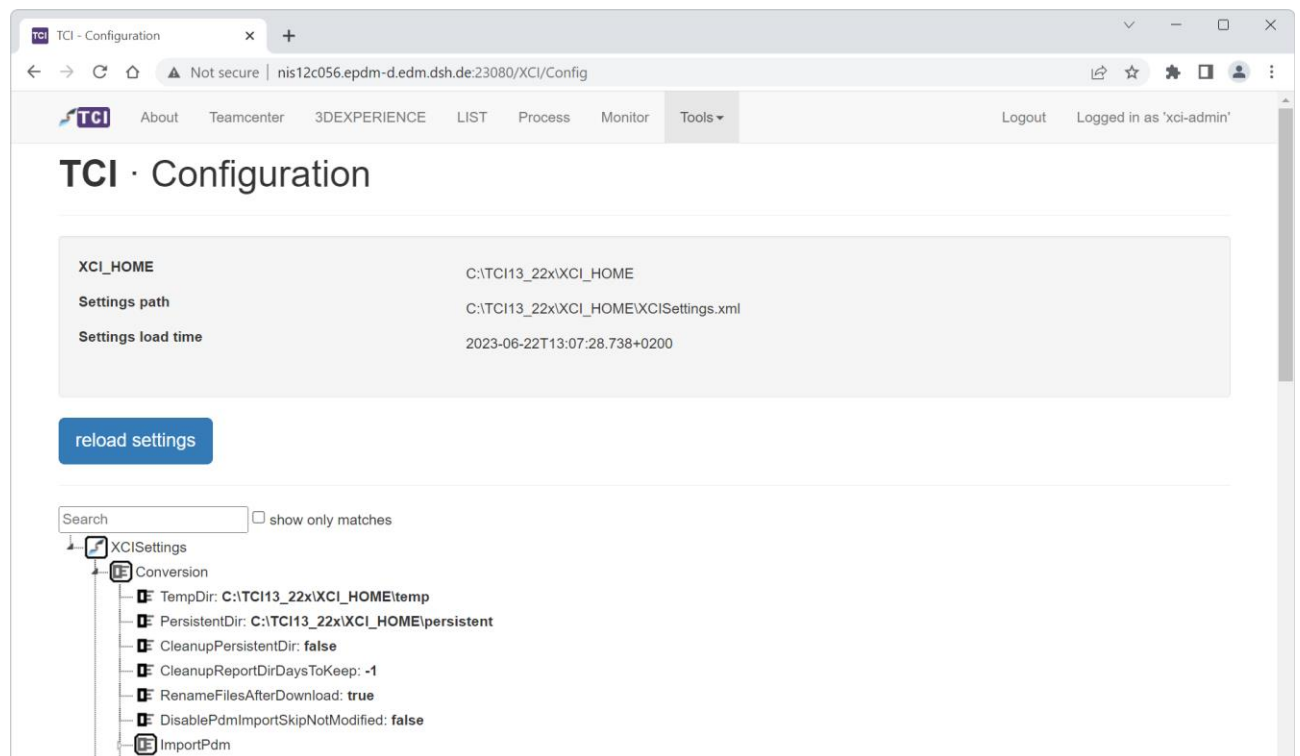 TCI TCI - Configuration
Not secure | nis12c056.epdm-d.edm.dsh.de:23080/XCI/Config
TCI About Teamcenter 3DEXPERIENCE LIST Process Monitor Tools Logout Logged in as 'xci-admin'
TCI · Configuration
XCI_HOME C:\TCI13_22x\XCI_HOME
Settings path C:\TCI13_22x\XCI_HOME\XCISettings.xml
Settings load time 2023-06-22T13:07:28.738+0200
reload settings
Search show only matches
XCISettings
Conversion
TempDir: C:\TCI13_22x\XCI_HOME\temp
PersistentDir: C:\TCI13_22x\XCI_HOME\persistent
CleanupPersistentDir: false
CleanupReportDirDaysToKeep: -1
RenameFilesAfterDownload: true
DisablePdmImportSkipNotModified: false
ImportPdm